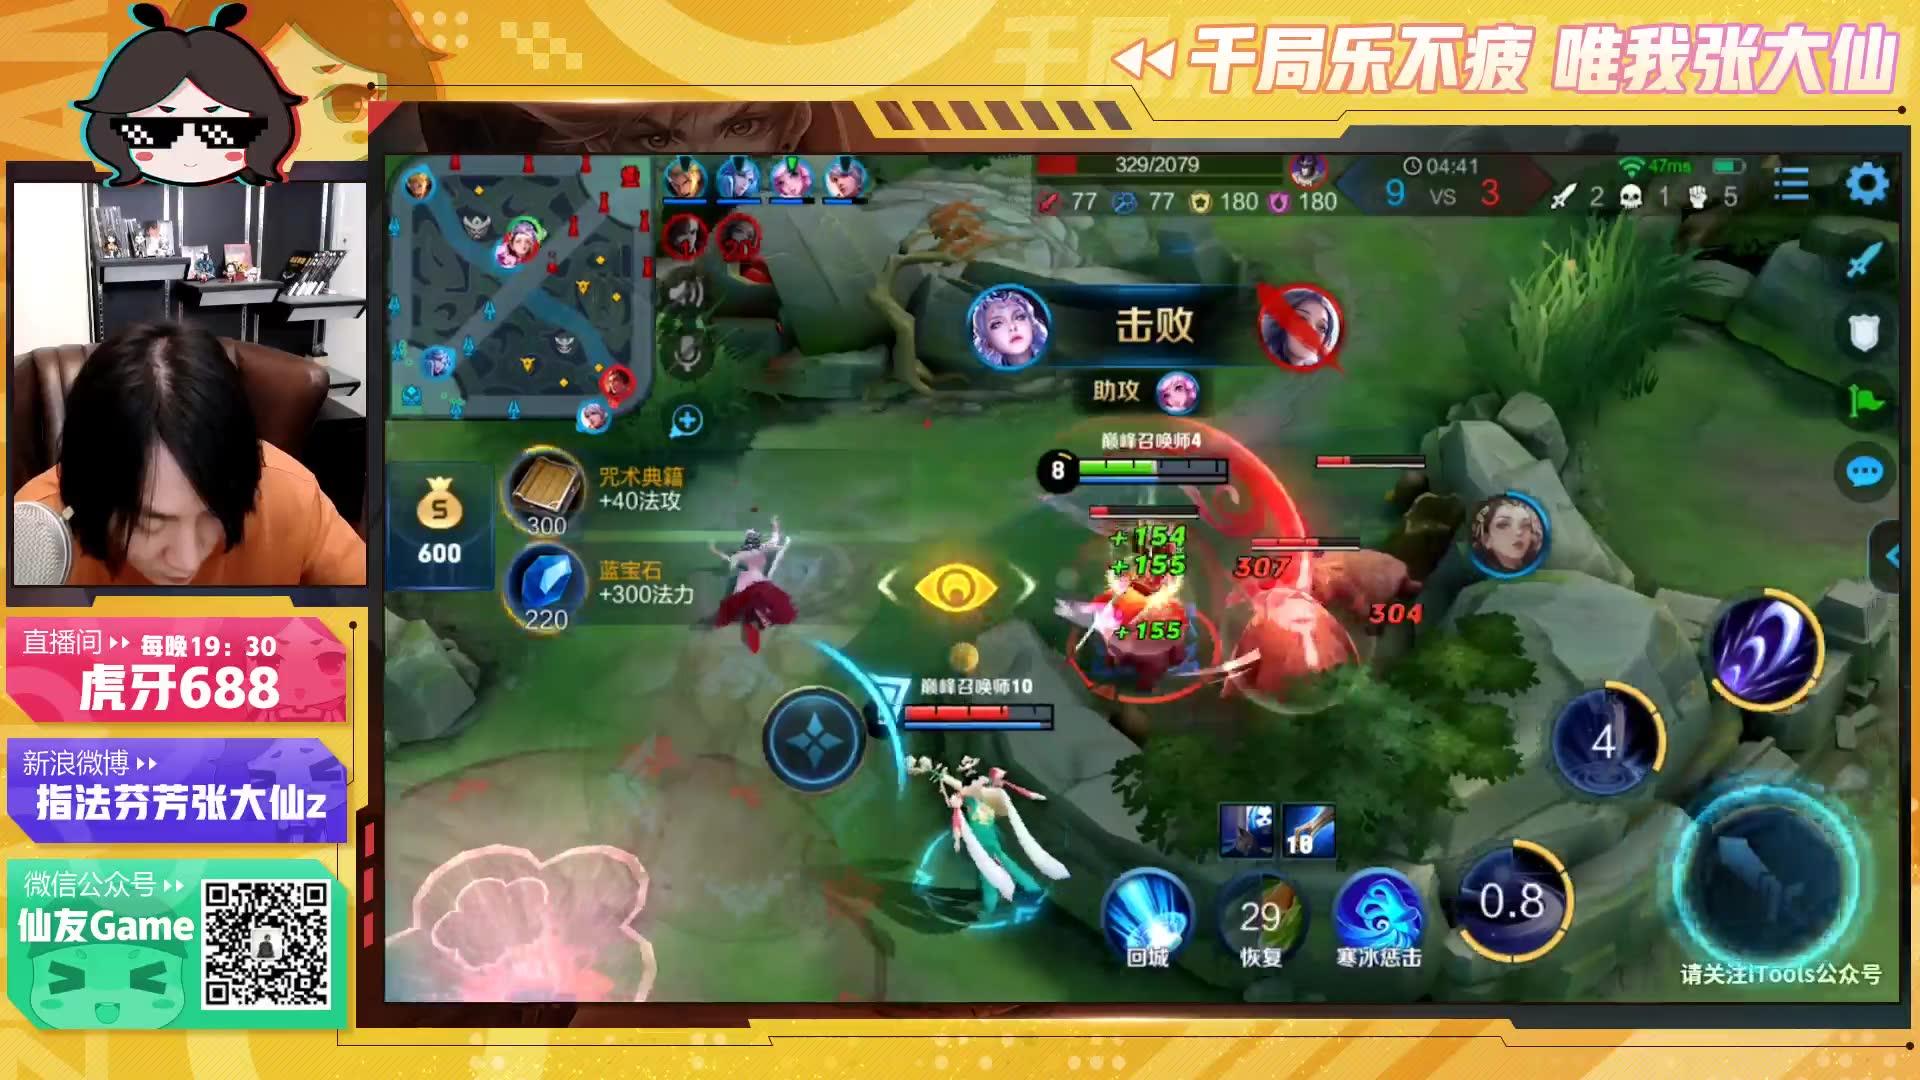 千局乐不疲 唯我张大仙
329/2079
77 77 180 180
04:41
9 VS 3
47ms
2 1 5
击败
助攻
巅峰召唤师4
8
+154
+155
+155
307
304
600
咒术典籍
+40法攻
300
蓝宝石
+300法力
220
巅峰召唤师10
4
18
0.8
回城
29
恢复
寒冰惩击
请关注iTools公众号
直播间
每晚19：30
虎牙688
新浪微博
指法芬芳张大仙z
微信公众号
仙友Game